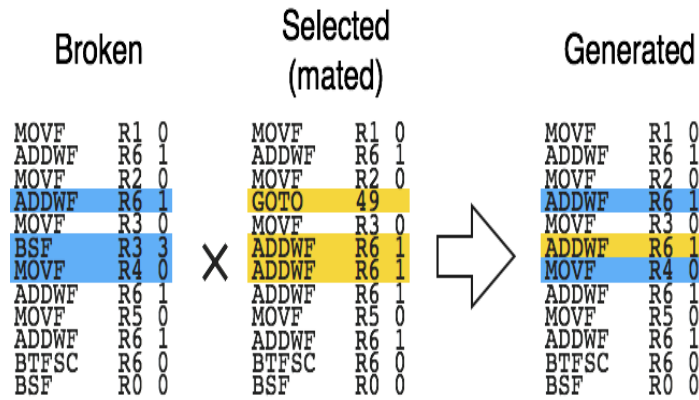 Broken
Selected
(mated)
Generated
MOVF R1 0
ADDWF R6 1
MOVF R2 0
ADDWF R6 1
MOVF R3 0
BSF R3 3
MOVF R4 0
ADDWF R6 1
MOVF R5 0
ADDWF R6 1
BTFSC R6 0
BSF R0 0
×
MOVF R1 0
ADDWF R6 1
MOVF R2 0
GOTO 49
MOVF R3 0
ADDWF R6 1
ADDWF R6 1
ADDWF R6 1
MOVF R5 0
ADDWF R6 1
BTFSC R6 0
BSF R0 0
MOVF R1 0
ADDWF R6 1
MOVF R2 0
ADDWF R6 1
MOVF R3 0
ADDWF R6 1
MOVF R4 0
ADDWF R6 1
MOVF R5 0
ADDWF R6 1
BTFSC R6 0
BSF R0 0